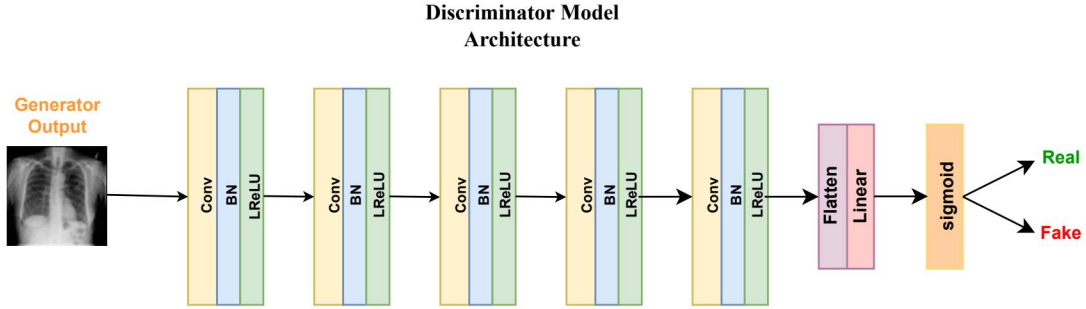 Discriminator Model
Architecture
Generator
Output
Conv
BN
LReLU
Conv
BN
LReLU
Conv
BN
LReLU
Conv
BN
LReLU
Conv
BN
LReLU
Flatten
Linear
sigmoid
Real
Fake